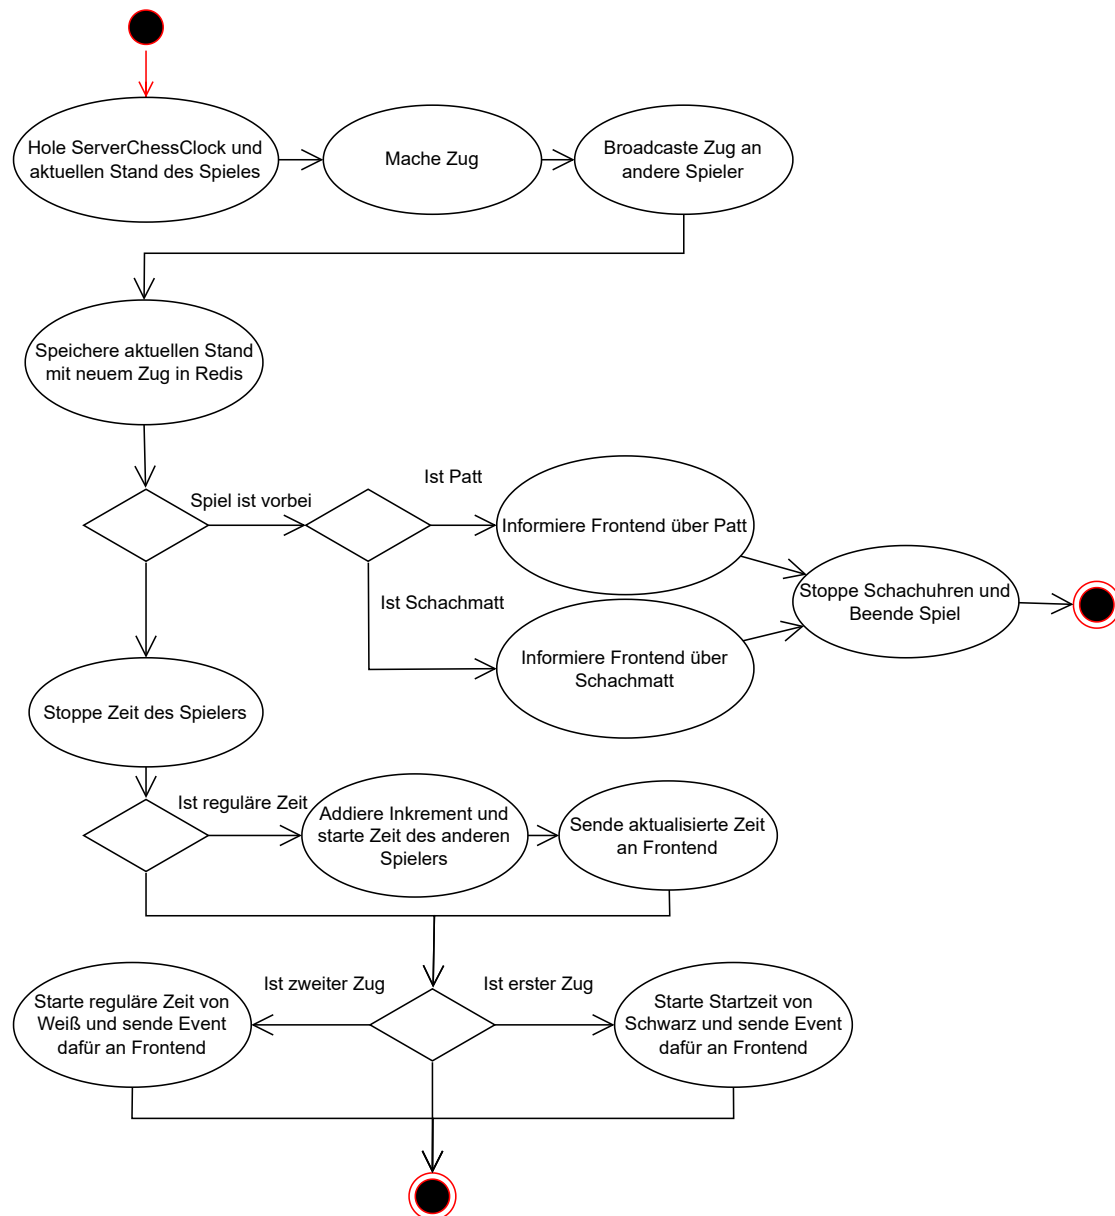 Hole ServerChessClock und
aktuellen Stand des Spieles
Mache Zug
Broadcaste Zug an
andere Spieler
Speichere aktuellen Stand
mit neuem Zug in Redis
Spiel ist vorbei
Ist Patt
Informiere Frontend über Patt
Ist Schachmatt
Informiere Frontend über
Schachmatt
Stoppe Schachuhren und
Beende Spiel
Stoppe Zeit des Spielers
Ist reguläre Zeit
Addiere Inkrement und
starte Zeit des anderen
Spielers
Sende aktualisierte Zeit
an Frontend
Ist zweiter Zug
Ist erster Zug
Starte reguläre Zeit von
Weiß und sende Event
dafür an Frontend
Starte Startzeit von
Schwarz und sende Event
dafür an Frontend